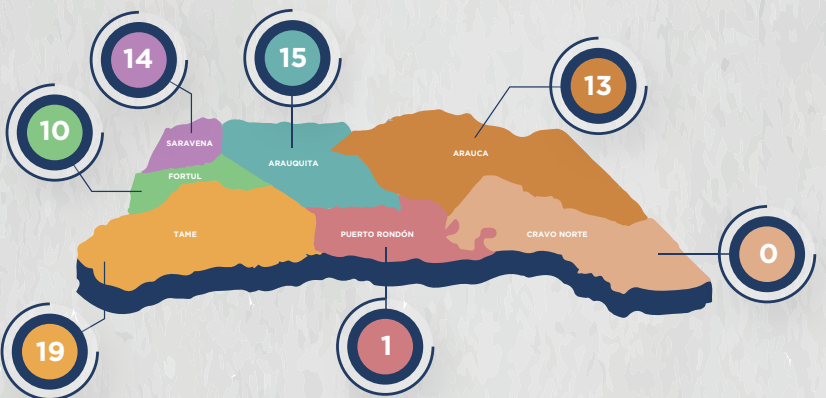 14
15
13
10
SARAVENA
ARAUQUITA
ARAUCA
FORTUL
TAME
PUERTO RONDÓN
CRAVO NORTE
0
19
1